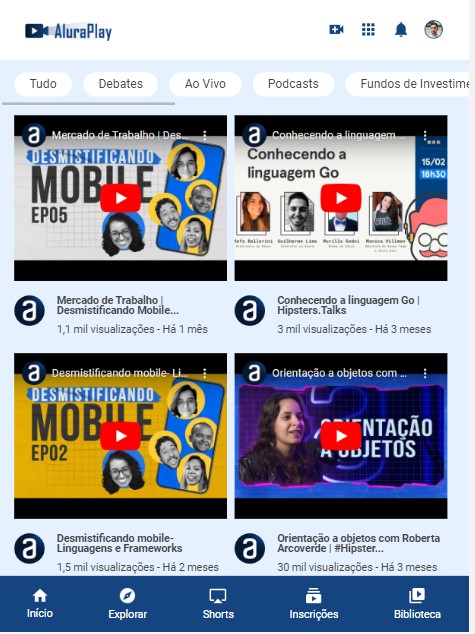 AluraPlay
Tudo
Debates
Ao Vivo
Podcasts
Fundos de Investime
Mercado de Trabalho | Des...
DESMISTIFICANDO
MOBILE
EP05
Conhecendo a linguagem ...
Conhecendo a
linguagem Go
15/02
18h30
Guilherme Lima
Murillo Godoi
Monica Hillman
Mercado de Trabalho |
Desmistificando Mobile...
1,1 mil visualizações - Há 1 mês
Conhecendo a linguagem Go |
Hipsters.Talks
3 mil visualizações - Há 3 meses
Desmistificando mobile- Li...
DESMISTIFICANDO
MOBILE
EP02
Orientação a objetos com ...
ORIENTAÇÃO
A OBJETOS
Desmistificando mobile-
Linguagens e Frameworks
1,5 mil visualizações - Há 2 meses
Orientação a objetos com Roberta
Arcoverde | #Hipster...
30 mil visualizações - Há 3 meses
Início
Explorar
Shorts
Inscrições
Biblioteca